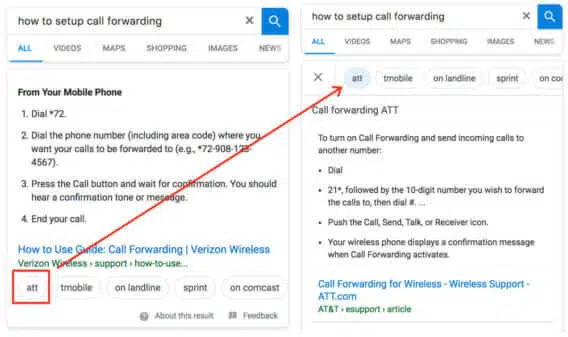 how to setup call forwarding
ALL VIDEOS MAPS SHOPPING IMAGES NEWS
From Your Mobile Phone
1. Dial *72.
2. Dial the phone number (including area code) where you
want your calls to be forwarded to (e.g., *72-908-123-
4567).
3. Press the Call button and wait for confirmation. You should
hear a confirmation tone or message.
4. End your call.
How to Use Guide: Call Forwarding | Verizon Wireless
Verizon Wireless › support › how-to-use...
att tmobile on landline sprint on comcast
About this result Feedback
how to setup call forwarding
ALL VIDEOS MAPS SHOPPING IMAGES NEWS
att tmobile on landline sprint on com
Call forwarding ATT
To turn on Call Forwarding and send incoming calls to
another number:
• Dial
• 21*, followed by the 10-digit number you wish to forward
the calls to, then dial #. ...
• Push the Call, Send, Talk, or Receiver icon.
• Your wireless phone displays a confirmation message
when Call Forwarding activates.
Call Forwarding for Wireless - Wireless Support -
ATT.com
AT&T › esupport › article